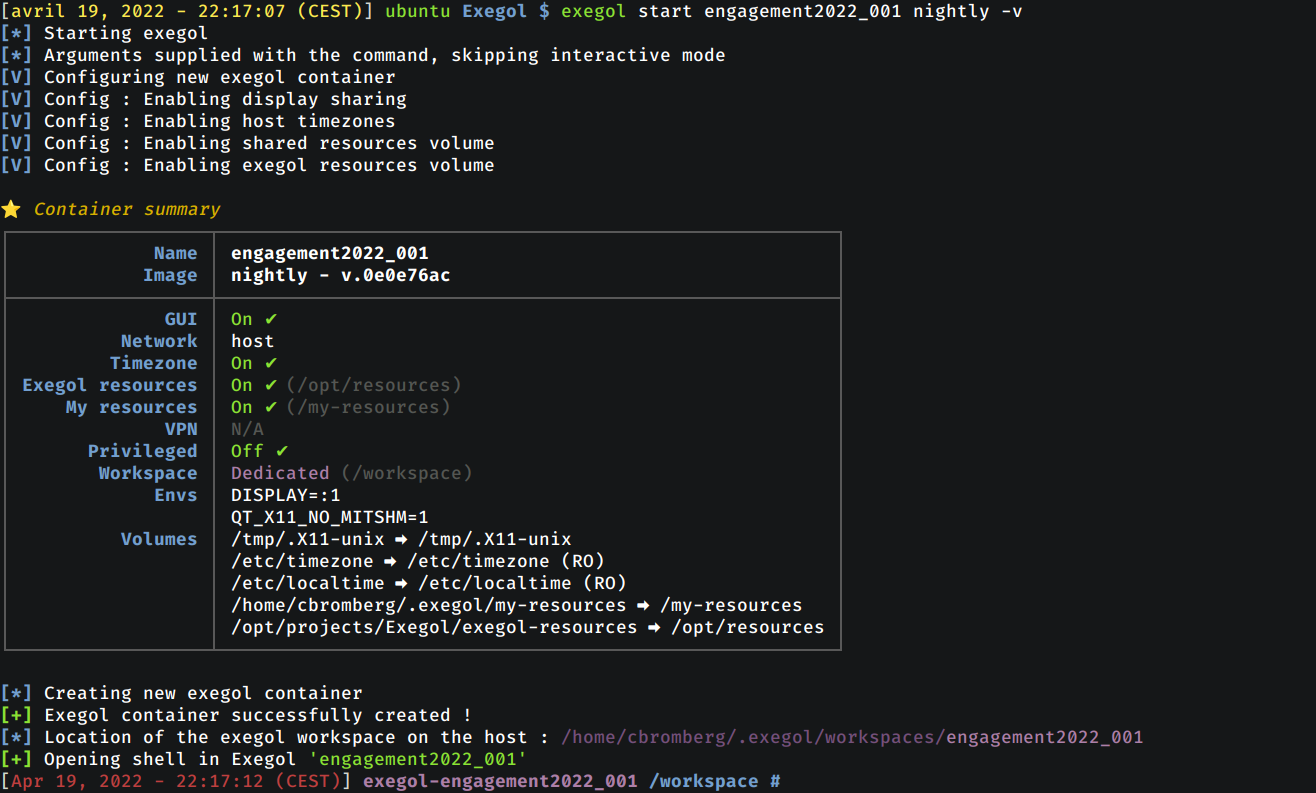 [avril 19, 2022 - 22:17:07 (CEST)] ubuntu Exegol $ exegol start engagement2022_001 nightly -v
[*] Starting exegol
[*] Arguments supplied with the command, skipping interactive mode
[V] Configuring new exegol container
[V] Config : Enabling display sharing
[V] Config : Enabling host timezones
[V] Config : Enabling shared resources volume
[V] Config : Enabling exegol resources volume
⭐ Container summary
Name engagement2022_001
Image nightly - v.0e0e76ac
GUI On ✔
Network host
Timezone On ✔
Exegol resources On ✔ (/opt/resources)
My resources On ✔ (/my-resources)
VPN N/A
Privileged Off ✔
Workspace Dedicated (/workspace)
Envs DISPLAY=:1
QT_X11_NO_MITSHM=1
Volumes /tmp/.X11-unix ➡ /tmp/.X11-unix
/etc/timezone ➡ /etc/timezone (RO)
/etc/localtime ➡ /etc/localtime (RO)
/home/cbromberg/.exegol/my-resources ➡ /my-resources
/opt/projects/Exegol/exegol-resources ➡ /opt/resources
[*] Creating new exegol container
[+] Exegol container successfully created !
[*] Location of the exegol workspace on the host : /home/cbromberg/.exegol/workspaces/engagement2022_001
[+] Opening shell in Exegol 'engagement2022_001'
[Apr 19, 2022 - 22:17:12 (CEST)] exegol-engagement2022_001 /workspace #